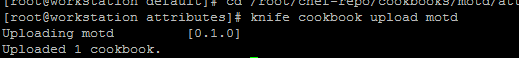 [root@workstation default]# cd /root/chef-repo/cookbooks/motd/att
[root@workstation attributes]# knife cookbook upload motd
Uploading motd         [0.1.0]
Uploaded 1 cookbook.